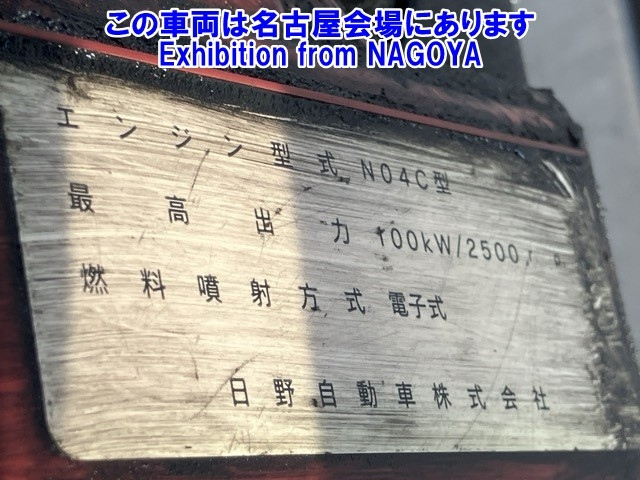 この車両は名古屋会場にあります
Exhibition from NAGOYA
エンジン型式 N04C型
最高出力 100kW/2500
燃料噴射方式 電子式
日野自動車株式会社